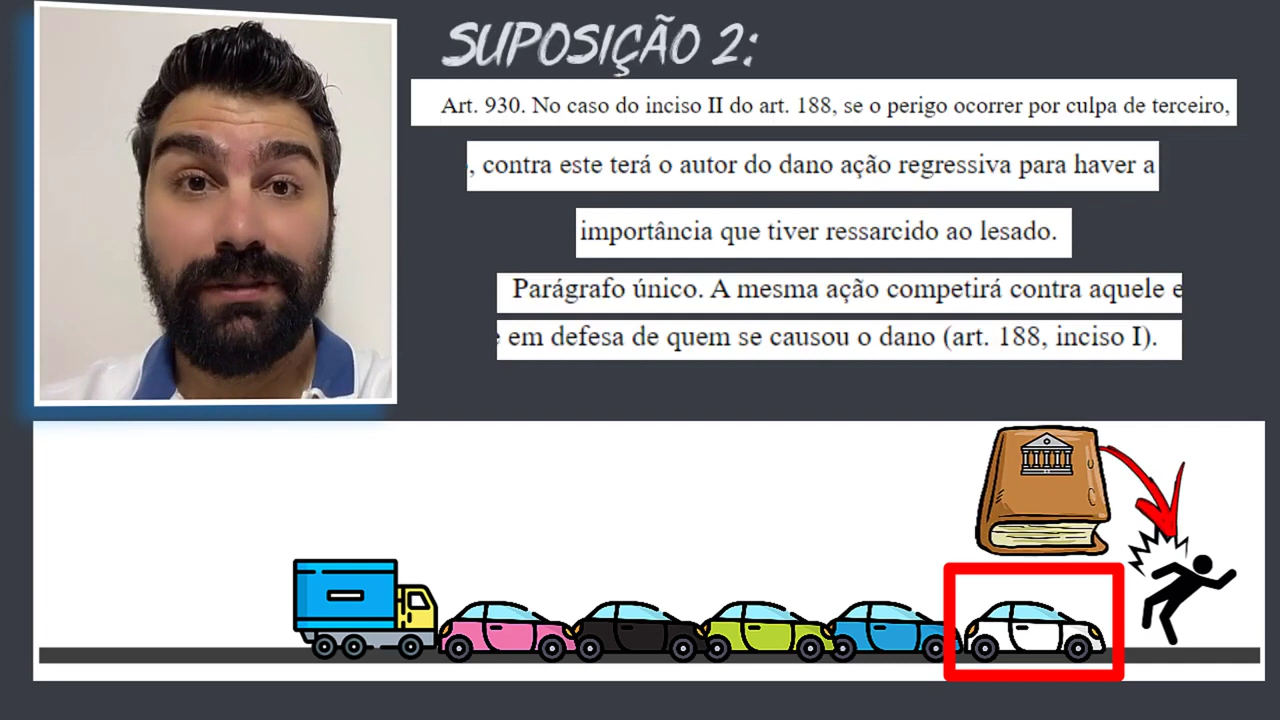 SUPOSIÇÃO 2:
Art. 930. No caso do inciso II do art. 188, se o perigo ocorrer por culpa de terceiro,
, contra este terá o autor do dano ação regressiva para haver a
importância que tiver ressarcido ao lesado.
Parágrafo único. A mesma ação competirá contra aquele e
em defesa de quem se causou o dano (art. 188, inciso I).